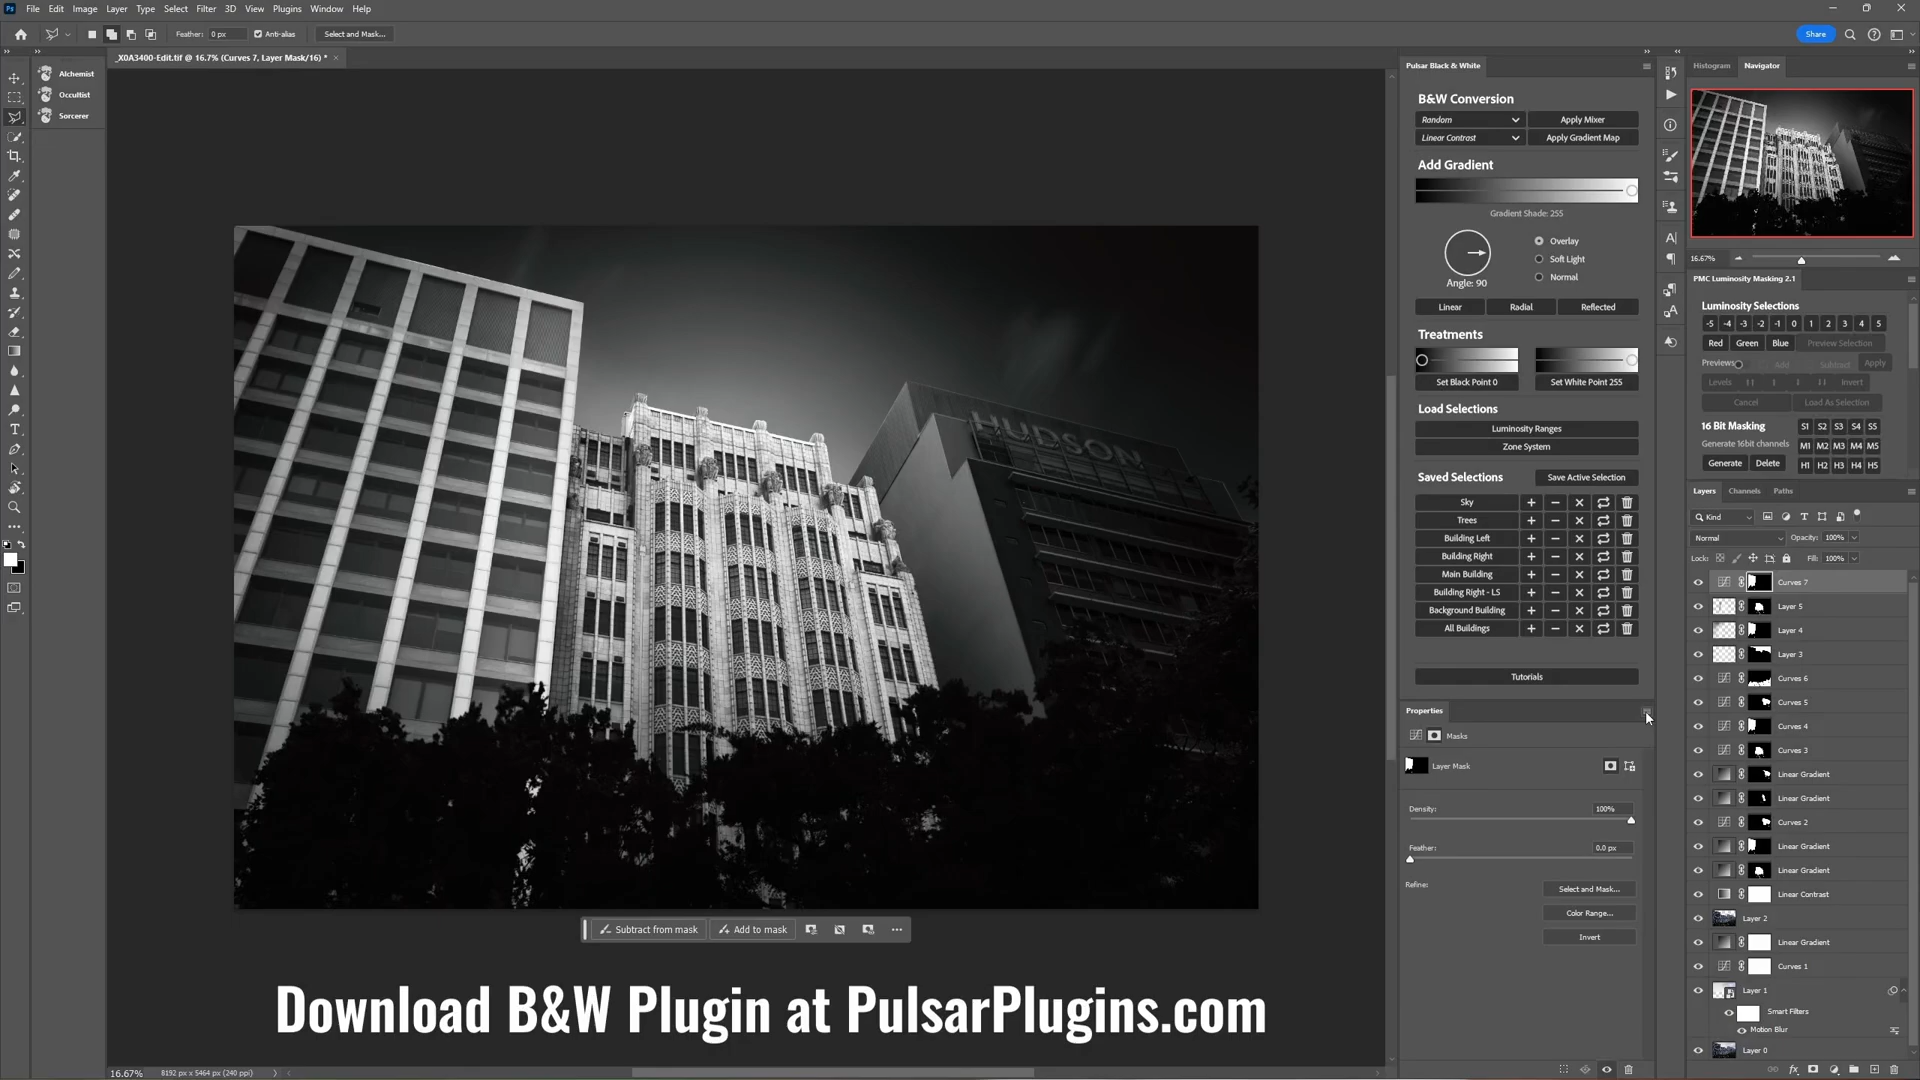 Ps File Edit Image Layer Type Select Filter 3D View Plugins Window Help
Feather: 0 px Anti-alias Select and Mask... Share
_X0A3400-Edit.tif @ 16.7% (Curves 7, Layer Mask/16) * ×
Alchemist
Occultist
Sorcerer
HUDSON
Subtract from mask Add to mask ...
Download B&W Plugin at PulsarPlugins.com
16.67% 8192 px x 5464 px (240 ppi)
Pulsar Black & White
B&W Conversion
Random Apply Mixer
Linear Contrast Apply Gradient Map
Add Gradient
Gradient Shade: 255
Overlay
Soft Light
Normal
Angle: 90
Linear Radial Reflected
Treatments
Set Black Point 0 Set White Point 255
Load Selections
Luminosity Ranges
Zone System
Saved Selections Save Active Selection
Sky
Trees
Building Left
Building Right
Main Building
Building Right - LS
Background Building
All Buildings
Tutorials
Properties
Masks
Layer Mask
Density: 100%
Feather: 0.0 px
Refine: Select and Mask...
Color Range...
Invert
Histogram Navigator
16.67%
PMC Luminosity Masking 2.1
Luminosity Selections
-5 -4 -3 -2 -1 0 1 2 3 4 5
Red Green Blue Preview Selection
Previews Add Subtract Apply
Levels Invert
Cancel Load As Selection
16 Bit Masking S1 S2 S3 S4 S5
Generate 16bit channels M1 M2 M3 M4 M5
Generate Delete H1 H2 H3 H4 H5
Layers Channels Paths
Kind
Normal Opacity: 100%
Lock: Fill: 100%
Curves 7
Layer 5
Layer 4
Layer 3
Curves 6
Curves 5
Curves 4
Curves 3
Linear Gradient
Linear Gradient
Curves 2
Linear Gradient
Linear Gradient
Linear Contrast
Layer 2
Linear Gradient
Curves 1
Layer 1
Smart Filters
Motion Blur
Layer 0